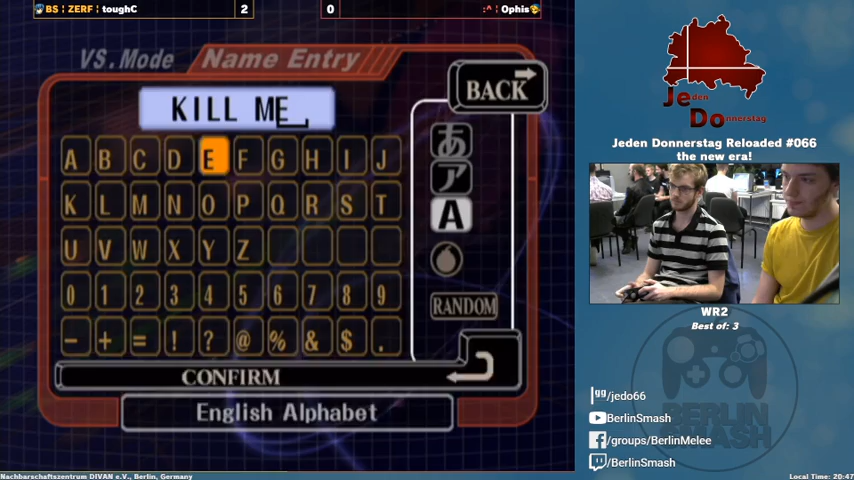 BS ¦ ZERF ¦ toughC 2 0 :^ ¦ Ophis
VS. Mode Name Entry
KILL ME
BACK
A B C D E F G H I J
K L M N O P Q R S T
U V W X Y Z
0 1 2 3 4 5 6 7 8 9
- + = ! ? @ % & $ .
あ
ア
A
RANDOM
CONFIRM
English Alphabet
Jeden
Donnerstag
Jeden Donnerstag Reloaded #066
the new era!
WR2
Best of: 3
BERLIN
SMASH
gg/jedo66
BerlinSmash
/groups/BerlinMelee
/BerlinSmash
Nachbarschaftszentrum DIVAN e.V., Berlin, Germany
Local Time: 20:47